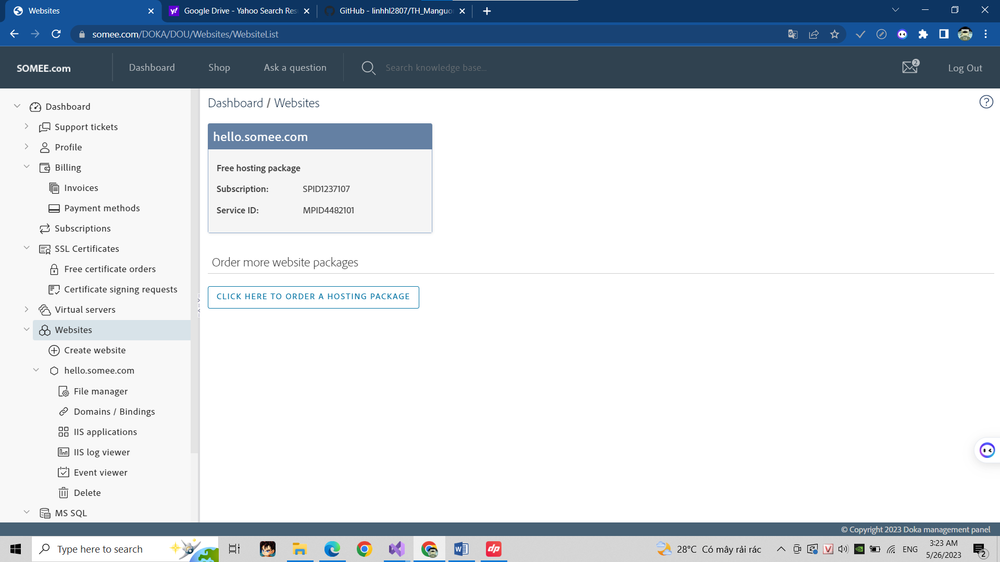 Websites
Google Drive - Yahoo Search Res
GitHub - linhhl2807/TH_Manguo
somee.com/DOKA/DOU/Websites/WebsiteList
SOMEE.com
Dashboard
Shop
Ask a question
Search knowledge base...
2
Log Out
Dashboard
Support tickets
Profile
Billing
Invoices
Payment methods
Subscriptions
SSL Certificates
Free certificate orders
Certificate signing requests
Virtual servers
Websites
Create website
hello.somee.com
File manager
Domains / Bindings
IIS applications
IIS log viewer
Event viewer
Delete
MS SQL
Dashboard / Websites
hello.somee.com
Free hosting package
Subscription: SPID1237107
Service ID: MPID4482101
Order more website packages
CLICK HERE TO ORDER A HOSTING PACKAGE
© Copyright 2023 Doka management panel
Type here to search
dp
28°C Có mây rải rác
ENG
3:23 AM
5/26/2023
2